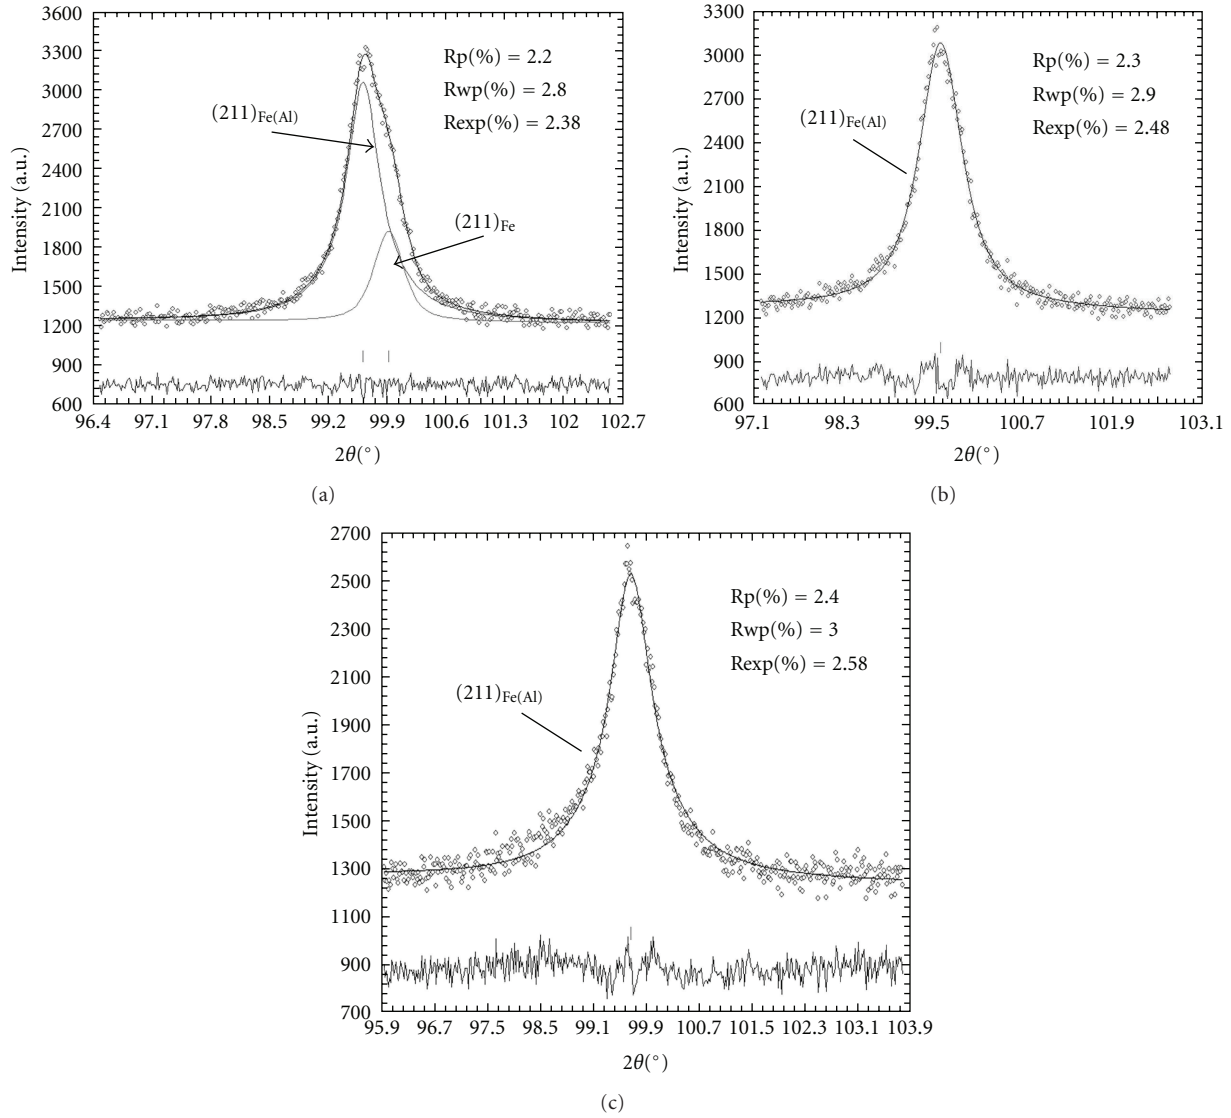 3600
3300
3000
2700
2400
2100
1800
1500
1200
900
600
Intensity (a.u.)
Rp(%) = 2.2
Rwp(%) = 2.8
Rexp(%) = 2.38
(211)Fe(Al)
(211)Fe
96.4 97.1 97.8 98.5 99.2 99.9 100.6 101.3 102 102.7
2θ(°)
(a)
3300
3000
2700
2400
2100
1800
1500
1200
900
600
Intensity (a.u.)
Rp(%) = 2.3
Rwp(%) = 2.9
Rexp(%) = 2.48
(211)Fe(Al)
97.1 98.3 99.5 100.7 101.9 103.1
2θ(°)
(b)
2700
2500
2300
2100
1900
1700
1500
1300
1100
900
700
Intensity (a.u.)
Rp(%) = 2.4
Rwp(%) = 3
Rexp(%) = 2.58
(211)Fe(Al)
95.9 96.7 97.5 98.5 99.1 99.9 100.7 101.5 102.3 103.1 103.9
2θ(°)
(c)